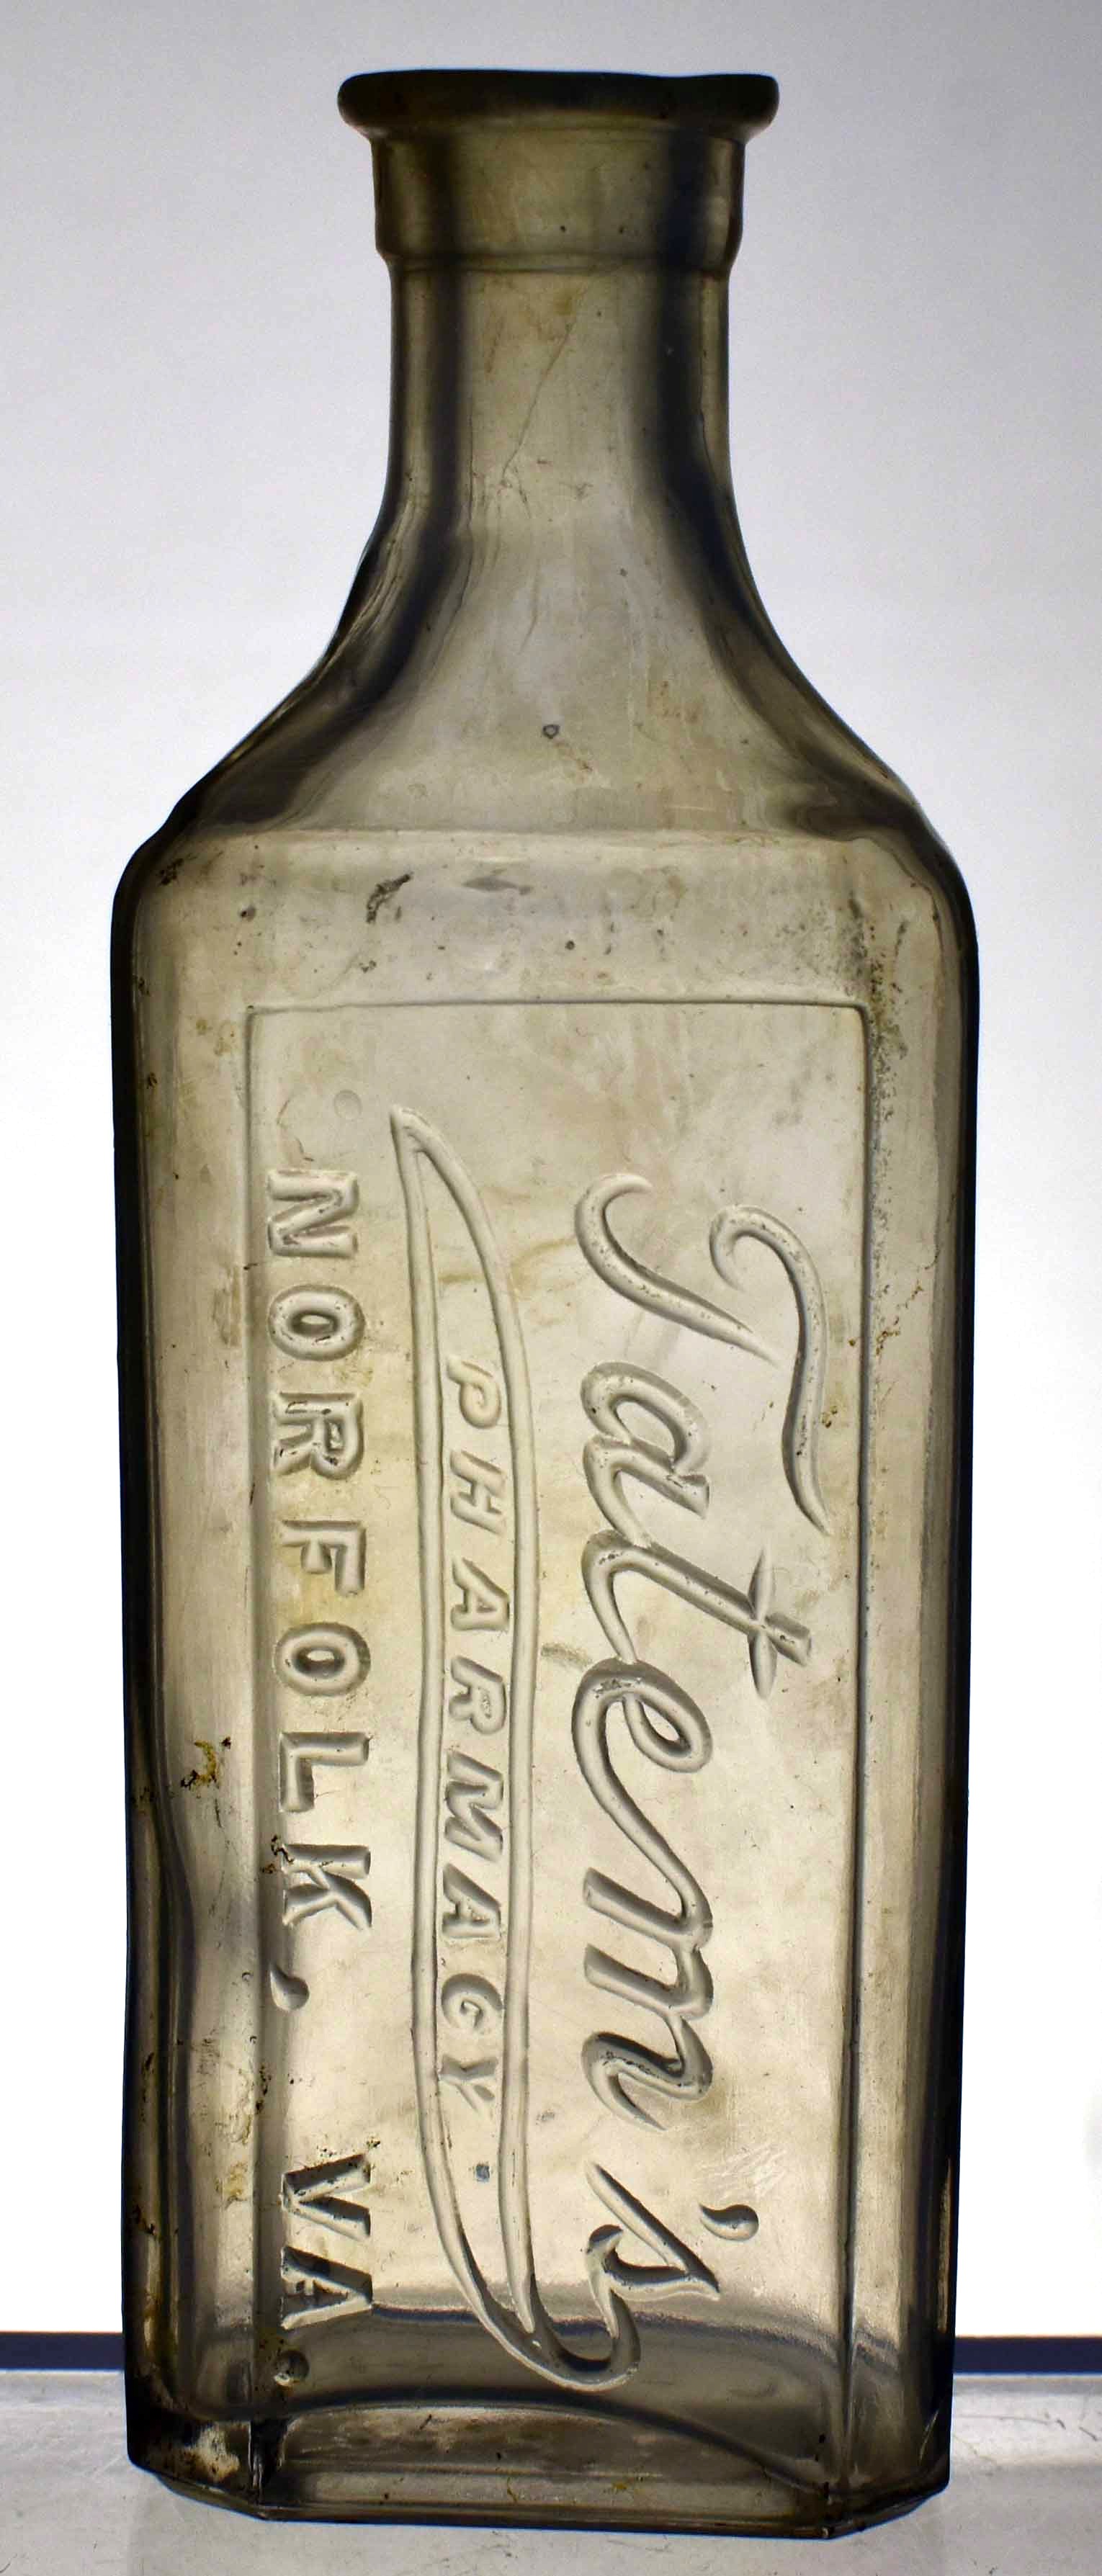 Tatem's
PHARMACY
NORFOLK, VA.